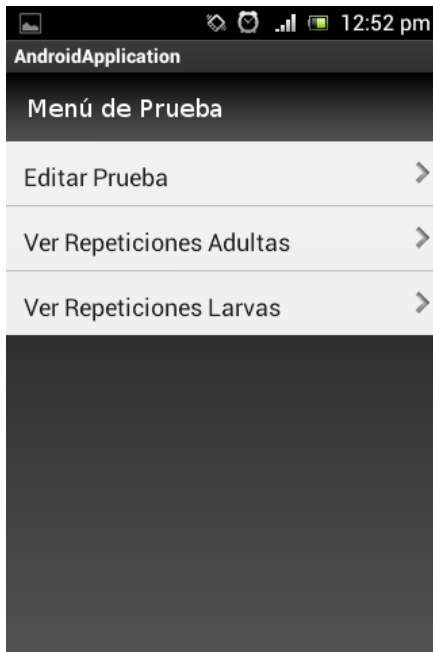 12:52 pm
AndroidApplication
Menú de Prueba
Editar Prueba
Ver Repeticiones Adultas
Ver Repeticiones Larvas